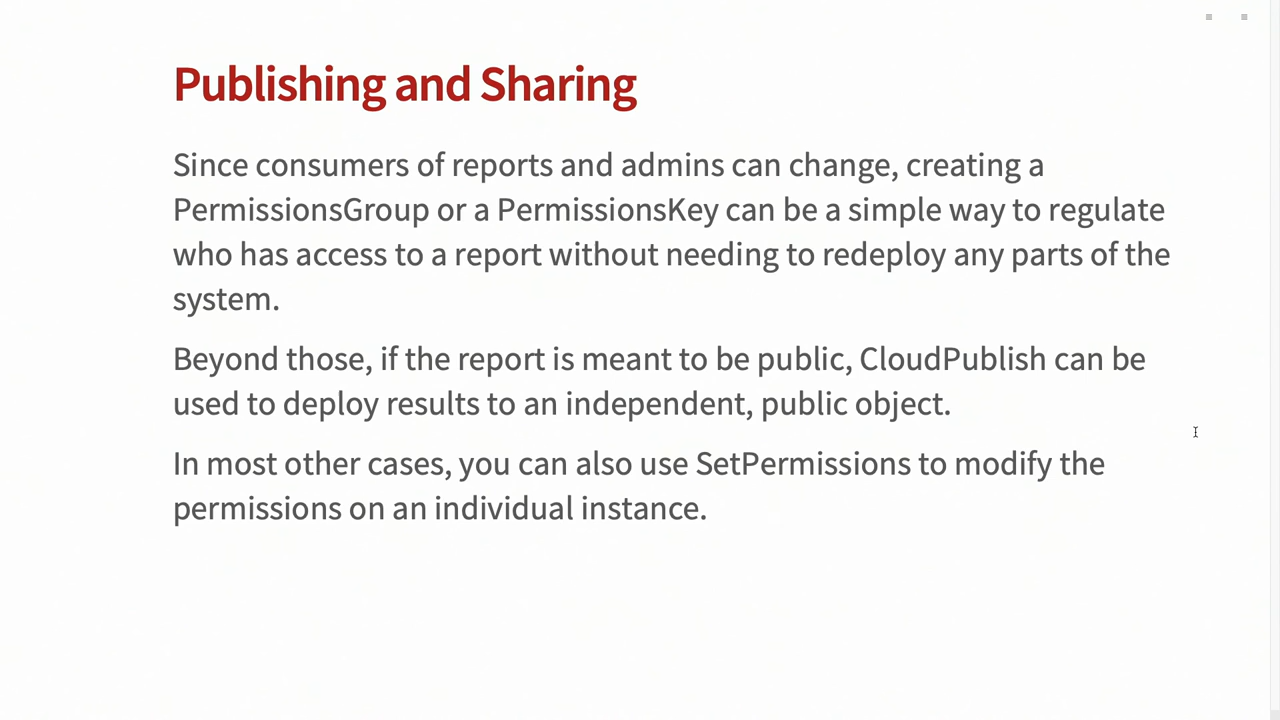 Publishing and Sharing
Since consumers of reports and admins can change, creating a
PermissionsGroup or a PermissionsKey can be a simple way to regulate
who has access to a report without needing to redeploy any parts of the
system.
Beyond those, if the report is meant to be public, CloudPublish can be
used to deploy results to an independent, public object.
In most other cases, you can also use SetPermissions to modify the
permissions on an individual instance.